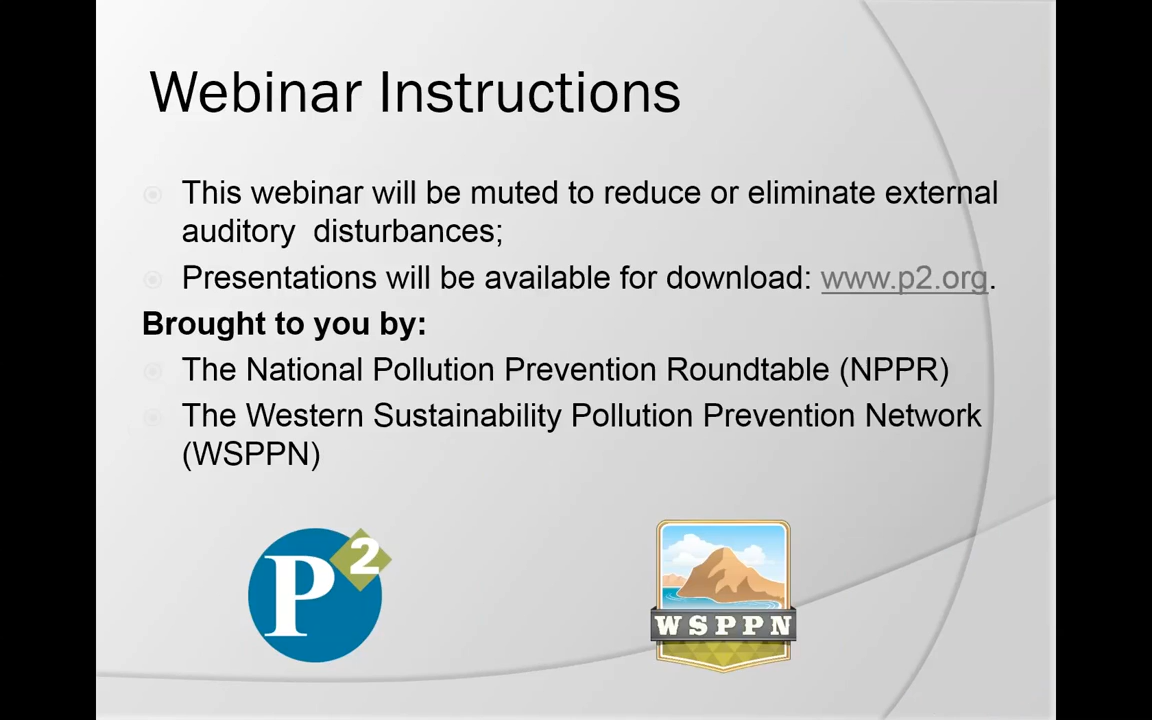 Webinar Instructions
This webinar will be muted to reduce or eliminate external
auditory  disturbances;
Presentations will be available for download: www.p2.org.
Brought to you by:
The National Pollution Prevention Roundtable (NPPR)
The Western Sustainability Pollution Prevention Network
(WSPPN)
P2
WSPPN